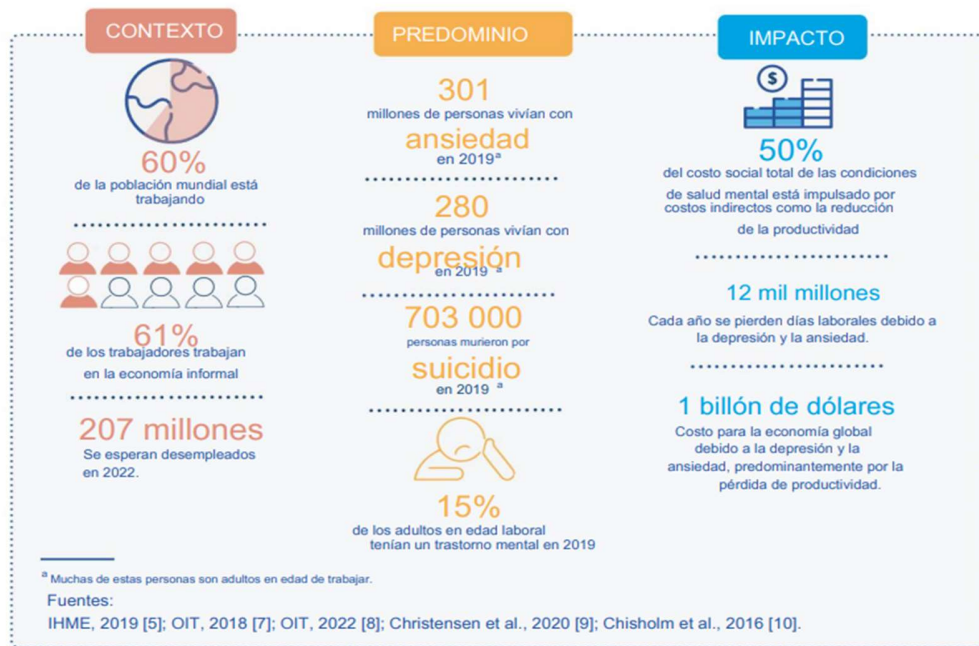 CONTEXTO
60%
de la población mundial está
trabajando
61%
de los trabajadores trabajan
en la economía informal
207 millones
Se esperan desempleados
en 2022.
PREDOMINIO
301
millones de personas vivían con
ansiedad
en 2019ª
280
millones de personas vivían con
depresión
en 2019 ª
703 000
personas murieron por
suicidio
en 2019 ª
15%
de los adultos en edad laboral
tenían un trastorno mental en 2019
IMPACTO
$
50%
del costo social total de las condiciones
de salud mental está impulsado por
costos indirectos como la reducción
de la productividad
12 mil millones
Cada año se pierden días laborales debido a
la depresión y la ansiedad.
1 billón de dólares
Costo para la economía global
debido a la depresión y la
ansiedad, predominantemente por la
pérdida de productividad.
ª Muchas de estas personas son adultos en edad de trabajar.
Fuentes:
IHME, 2019 [5]; OIT, 2018 [7]; OIT, 2022 [8]; Christensen et al., 2020 [9]; Chisholm et al., 2016 [10].